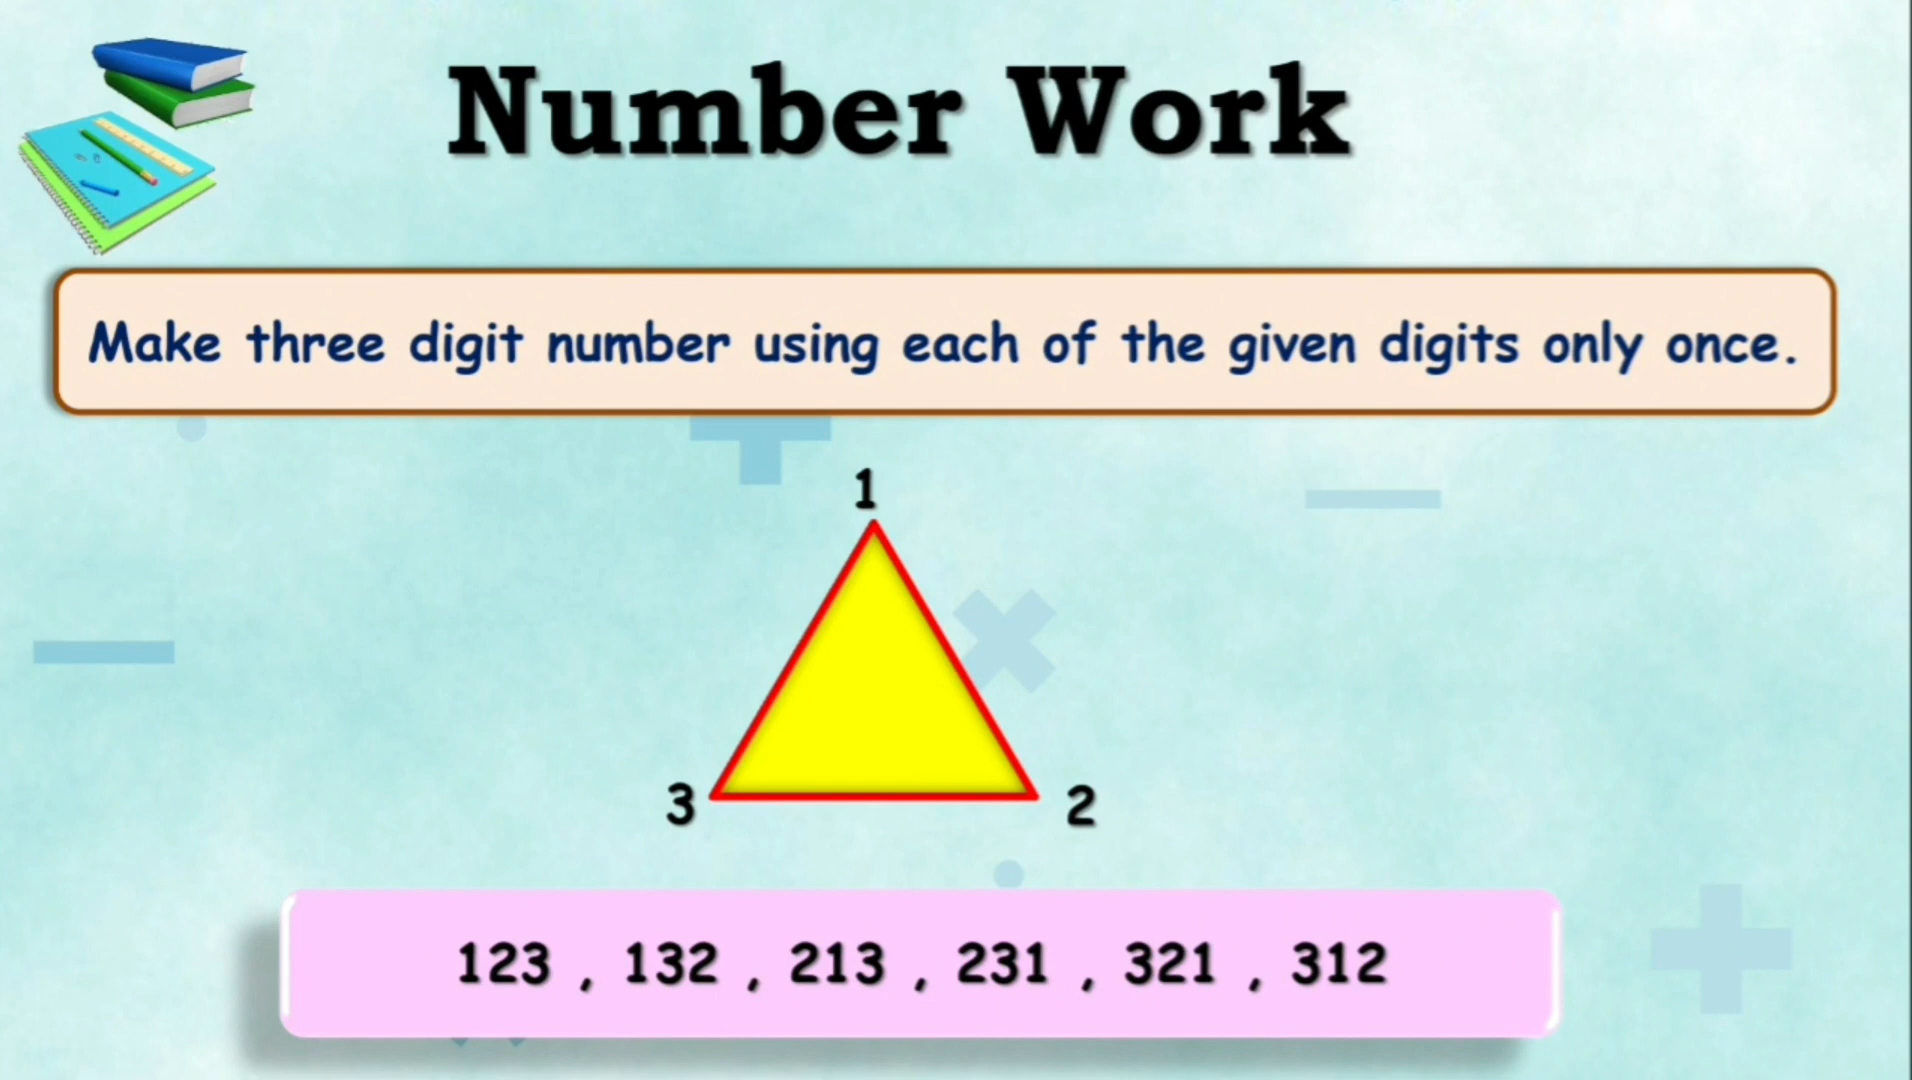 Number Work
Make three digit number using each of the given digits only once.
1
3 2
123 , 132 , 213 , 231 , 321 , 312